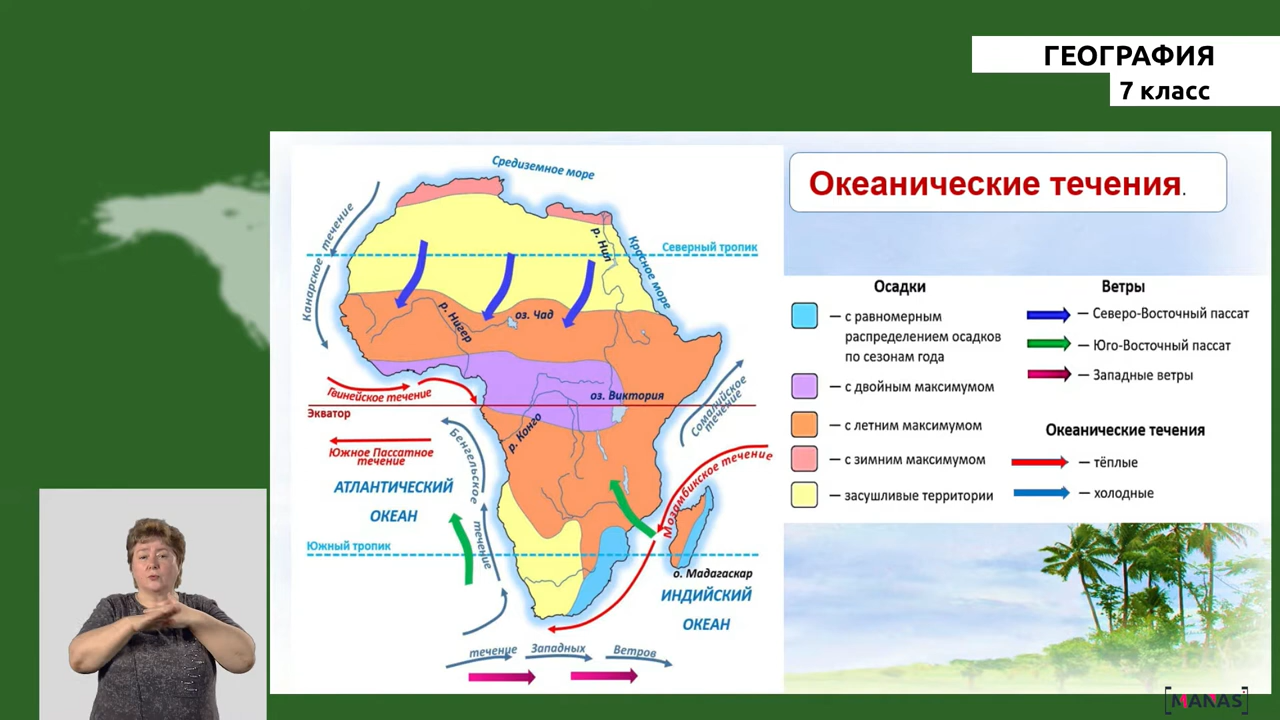 ГЕОГРАФИЯ
7 класс
Океанические течения.
Средиземное море
Канарское течение
р. Нил
Красное море
Северный тропик
р. Нигер
оз. Чад
Гвинейское течение
Экватор
оз. Виктория
Сомалийское
течение
р. Конго
Южное Пассатное
течение
Бенгельское течение
Мозамбикское течение
АТЛАНТИЧЕСКИЙ
ОКЕАН
Южный тропик
о. Мадагаскар
ИНДИЙСКИЙ
ОКЕАН
течение Западных Ветров
Осадки
— с равномерным
распределением осадков
по сезонам года
— с двойным максимумом
— с летним максимумом
— с зимним максимумом
— засушливые территории
Ветры
— Северо-Восточный пассат
— Юго-Восточный пассат
— Западные ветры
Океанические течения
— тёплые
— холодные
MANAS